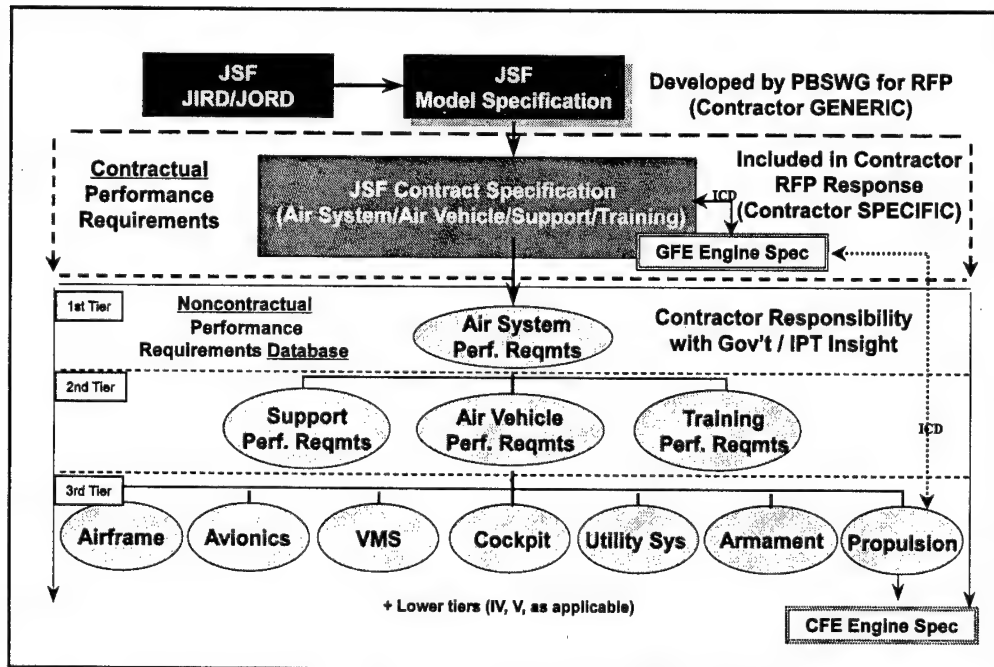 JSF
JIRD/JORD
JSF
Model Specification
Developed by PBSWG for RFP
(Contractor GENERIC)
Contractual
Performance
Requirements
JSF Contract Specification
(Air System/Air Vehicle/Support/Training)
ICD
Included in Contractor
RFP Response
(Contractor SPECIFIC)
GFE Engine Spec
1st Tier
Noncontractual
Performance
Requirements Database
Air System
Perf. Reqmts
Contractor Responsibility
with Gov't / IPT Insight
2nd Tier
Support
Perf. Reqmts
Air Vehicle
Perf. Reqmts
Training
Perf. Reqmts
ICD
3rd Tier
Airframe
Avionics
VMS
Cockpit
Utility Sys
Armament
Propulsion
+ Lower tiers (IV, V, as applicable)
CFE Engine Spec